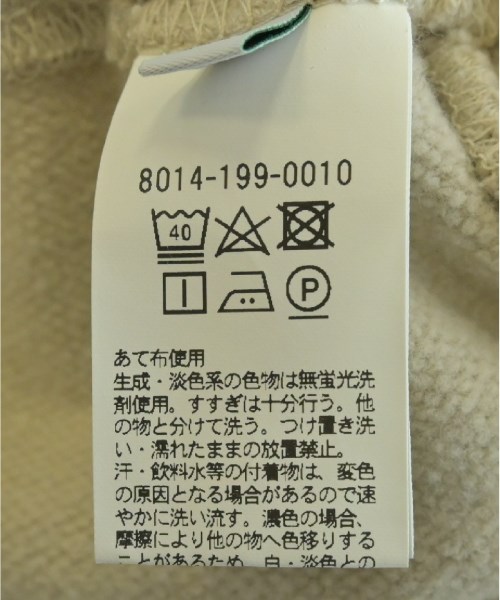 8014-199-0010
40
P
あて布使用
生成・淡色系の色物は無蛍光洗
剤使用。すすぎは十分行う。他
の物と分けて洗う。つけ置き洗
い・濡れたままの放置禁止。
汗・飲料水等の付着物は、変色
の原因となる場合があるので速
やかに洗い流す。濃色の場合、
摩擦により他の物へ色移りする
ことがあるため、白・淡色との